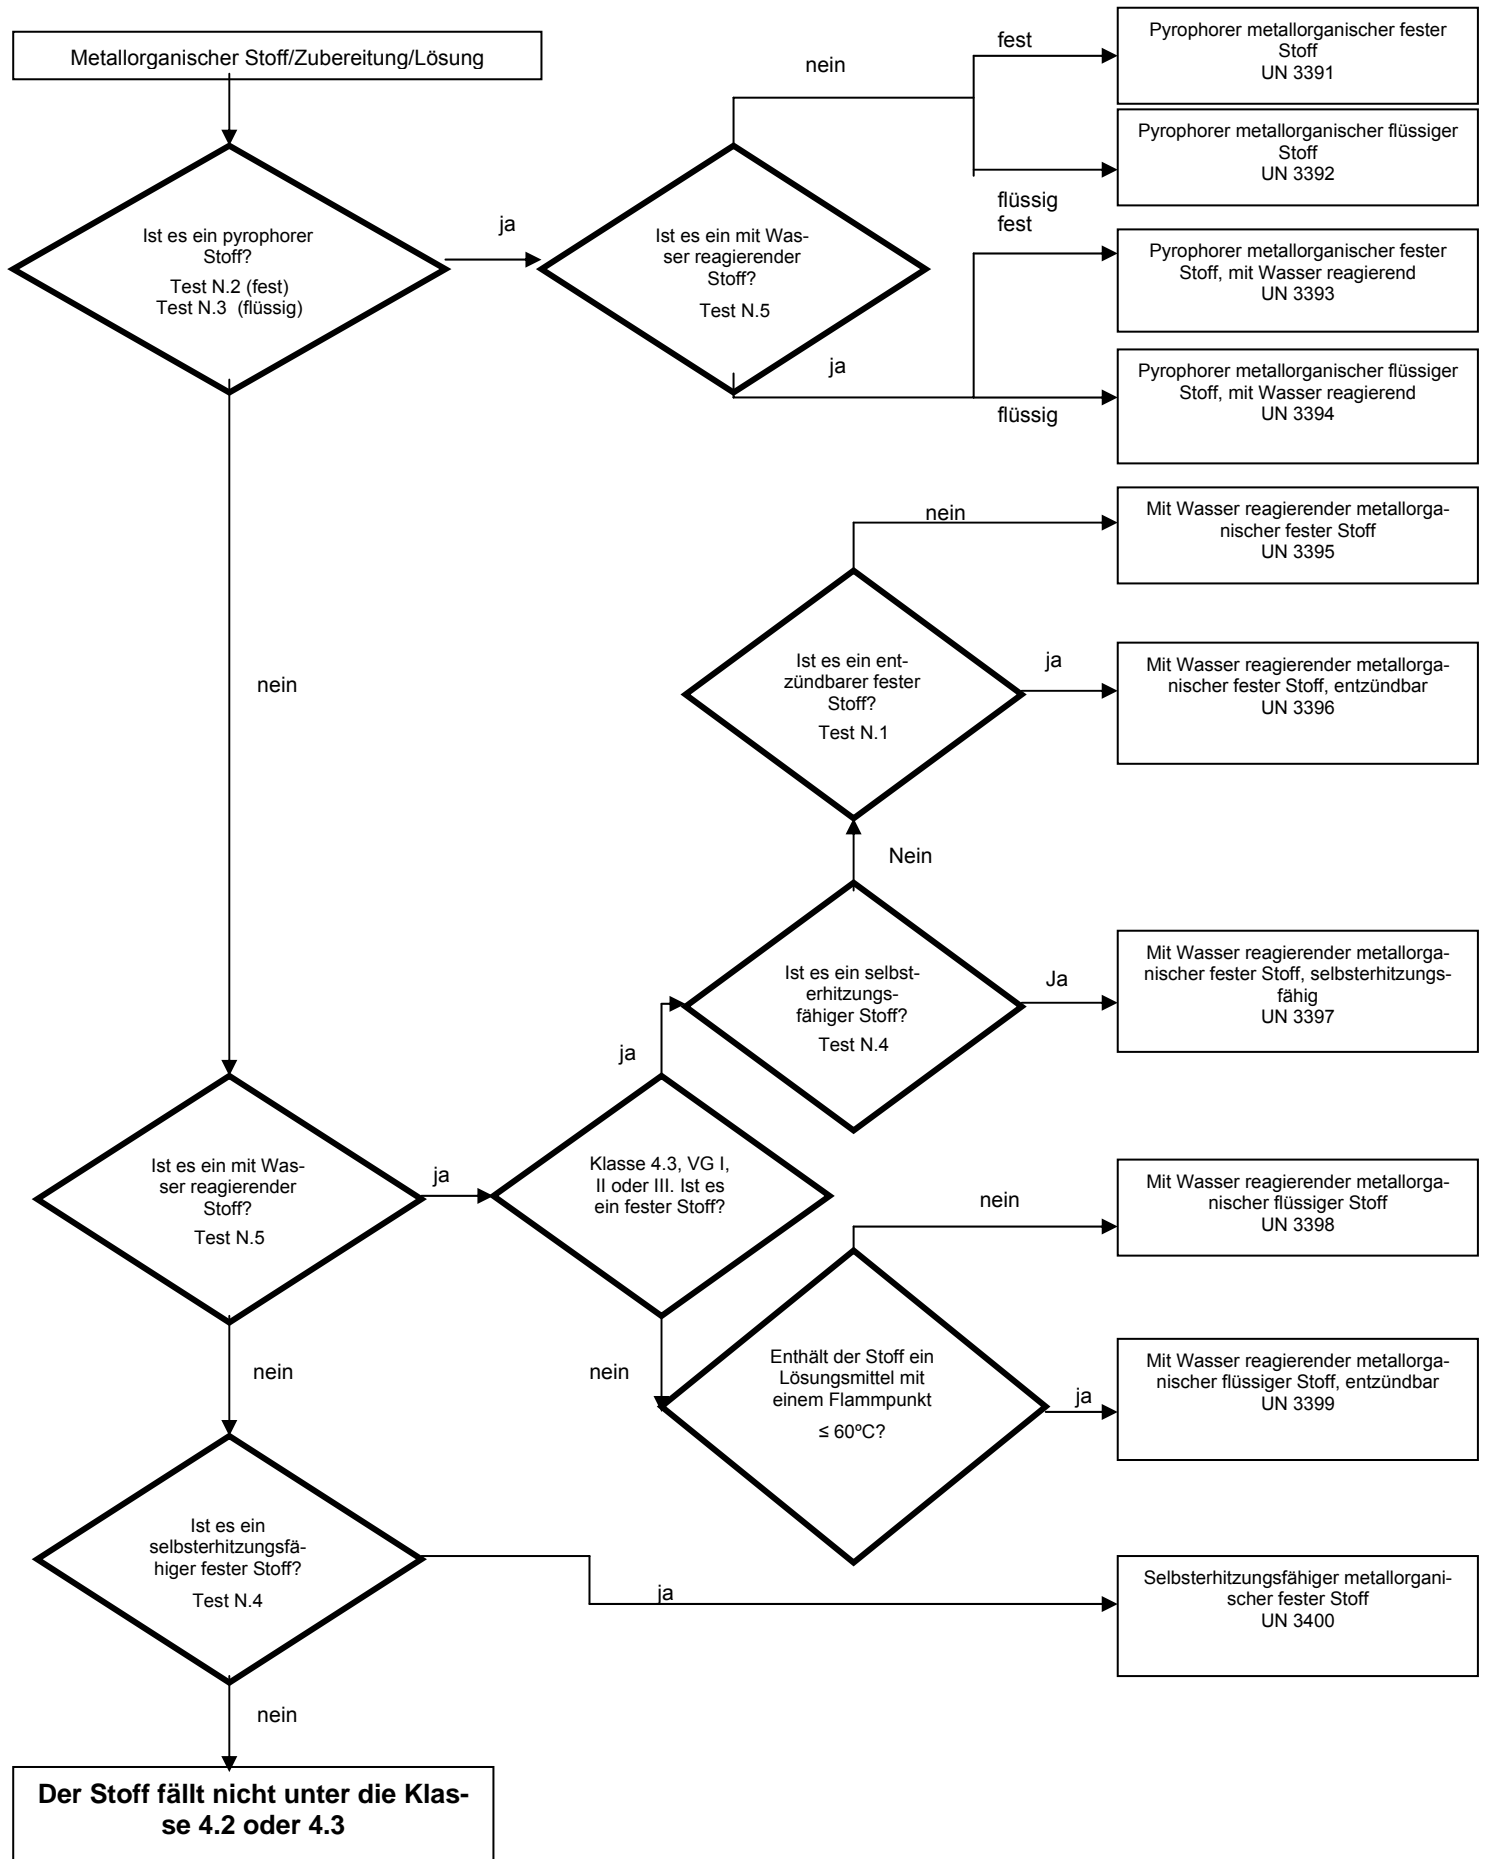 Metallorganischer Stoff/Zubereitung/Lösung
Ist es ein pyrophorer
Stoff?
Test N.2 (fest)
Test N.3 (flüssig)
ja
Ist es ein mit Was-
ser reagierender
Stoff?
Test N.5
nein
fest
Pyrophorer metallorganischer fester
Stoff
UN 3391
Pyrophorer metallorganischer flüssiger
Stoff
UN 3392
flüssig
fest
Pyrophorer metallorganischer fester
Stoff, mit Wasser reagierend
UN 3393
ja
flüssig
Pyrophorer metallorganischer flüssiger
Stoff, mit Wasser reagierend
UN 3394
nein
Mit Wasser reagierender metallorga-
nischer fester Stoff
UN 3395
nein
Ist es ein ent-
zündbarer fester
Stoff?
Test N.1
ja
Mit Wasser reagierender metallorga-
nischer fester Stoff, entzündbar
UN 3396
Nein
Ist es ein selbst-
erhitzungs-
fähiger Stoff?
Test N.4
Ja
Mit Wasser reagierender metallorga-
nischer fester Stoff, selbsterhitzungs-
fähig
UN 3397
ja
Ist es ein mit Was-
ser reagierender
Stoff?
Test N.5
ja
Klasse 4.3, VG I,
II oder III. Ist es
ein fester Stoff?
nein
Mit Wasser reagierender metallorga-
nischer flüssiger Stoff
UN 3398
nein
nein
Enthält der Stoff ein
Lösungsmittel mit
einem Flammpunkt
≤ 60ºC?
ja
Mit Wasser reagierender metallorga-
nischer flüssiger Stoff, entzündbar
UN 3399
Ist es ein
selbsterhitzungsfä-
higer fester Stoff?
Test N.4
ja
Selbsterhitzungsfähiger metallorgani-
scher fester Stoff
UN 3400
nein
Der Stoff fällt nicht unter die Klas-
se 4.2 oder 4.3